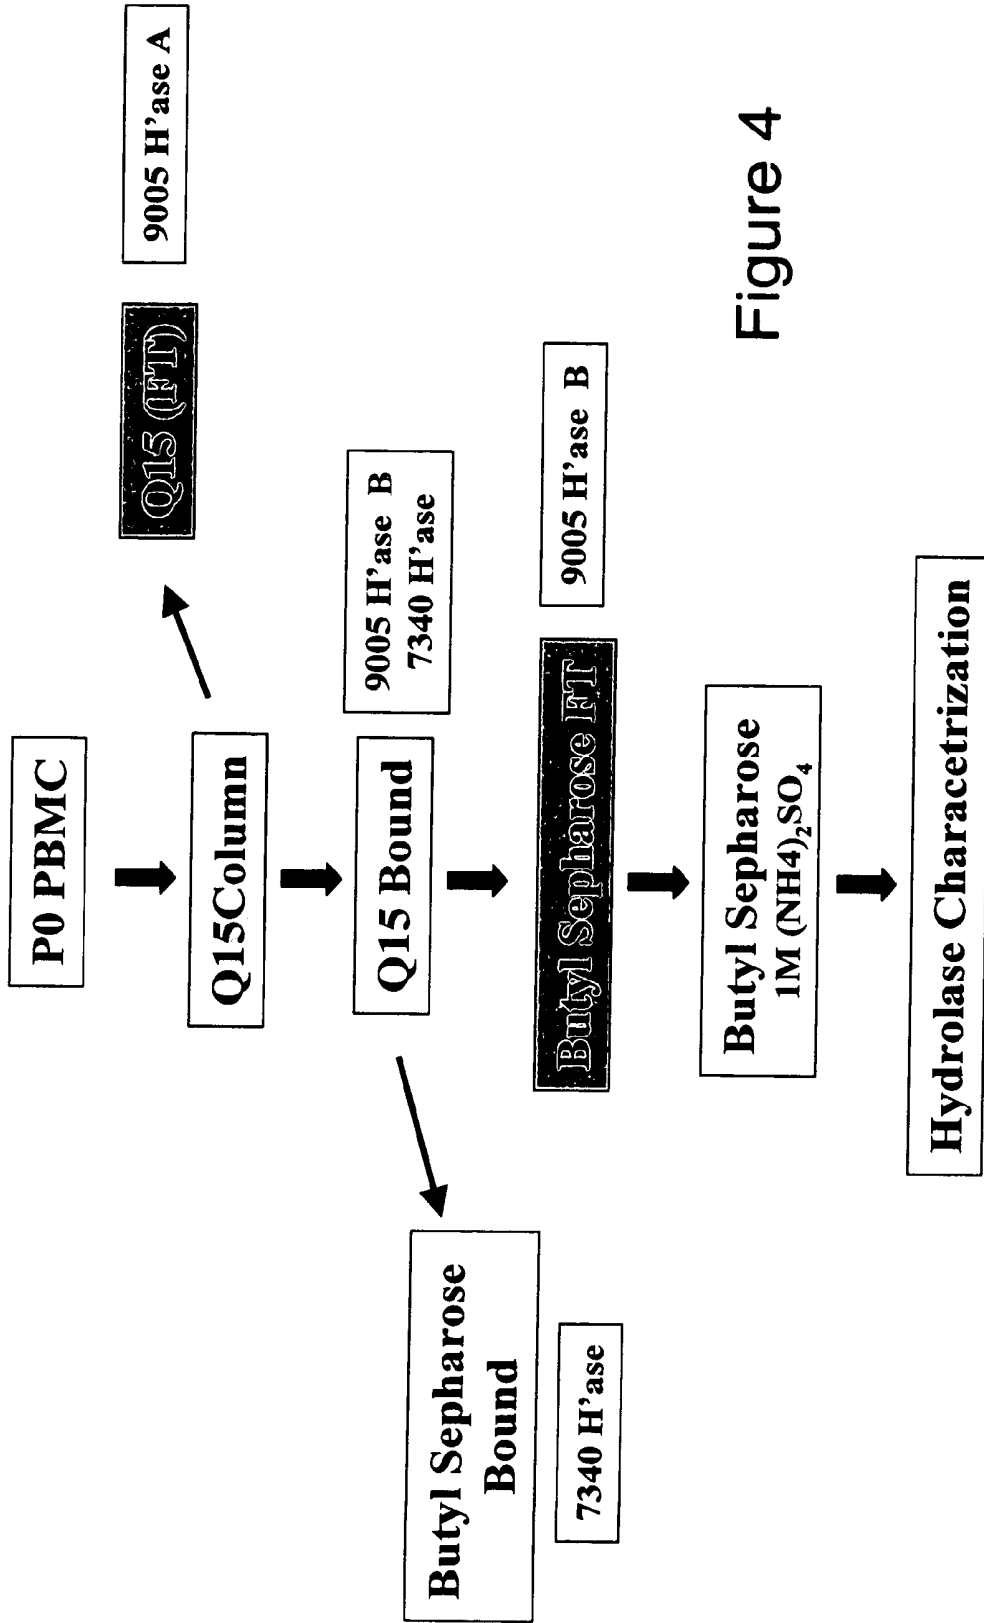 P0 PBMC
Q15Column
Q15 (FT)
9005 H'ase A
Q15 Bound
9005 H'ase B
7340 H'ase
Butyl Sepharose
Bound
7340 H'ase
Butyl Sepharose FT
9005 H'ase B
Butyl Sepharose
1M (NH4)₂SO₄
Hydrolase Characetrization
Figure 4